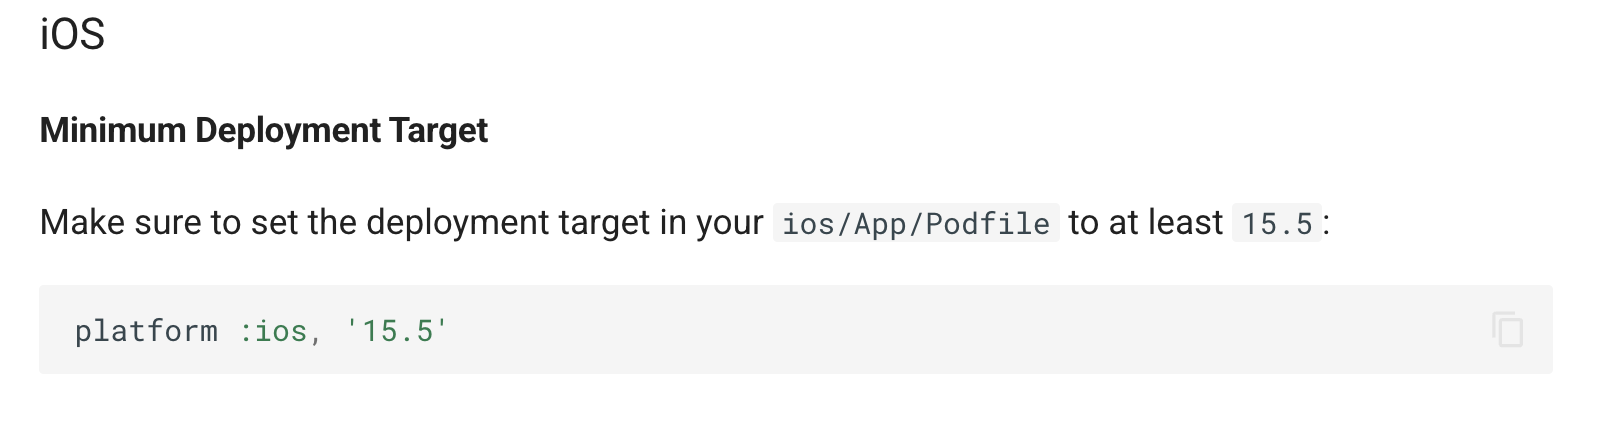 iOS
Minimum Deployment Target
Make sure to set the deployment target in your ios/App/Podfile to at least 15.5:
platform :ios, '15.5'